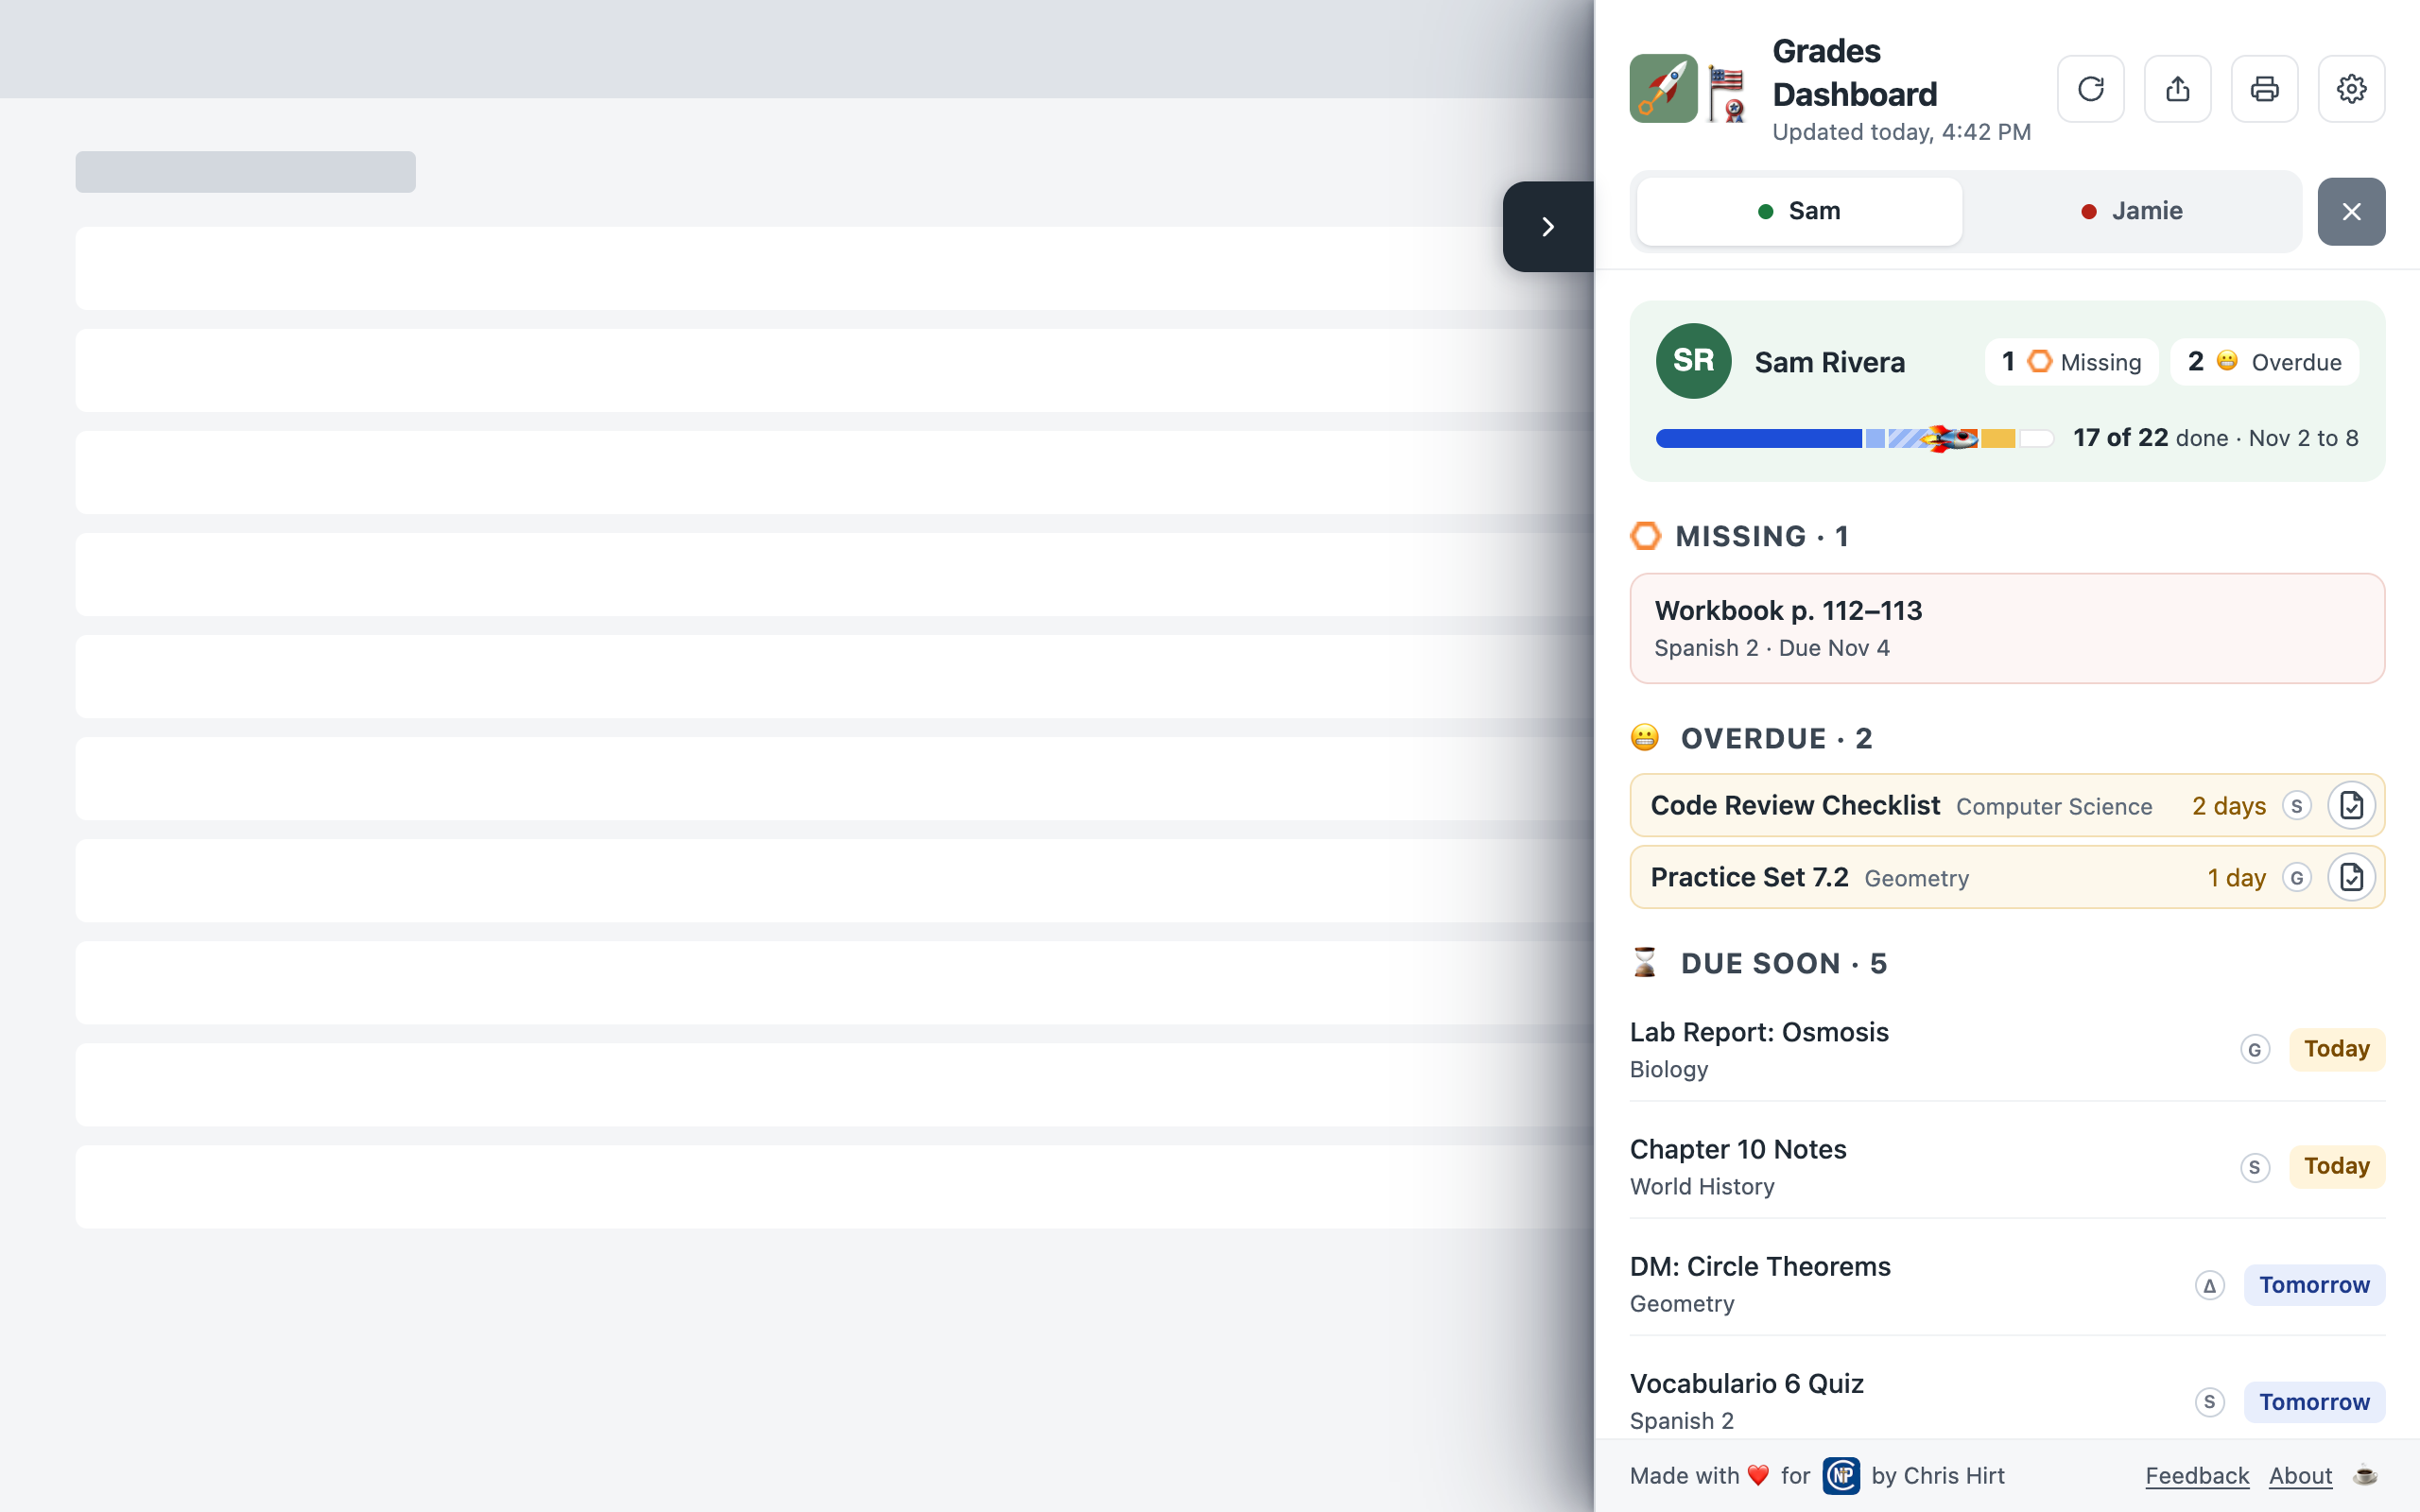 Grades
Dashboard
Updated today, 4:42 PM
Sam
Jamie
SR
Sam Rivera
1 Missing
2 Overdue
17 of 22 done · Nov 2 to 8
MISSING · 1
Workbook p. 112–113
Spanish 2 · Due Nov 4
OVERDUE · 2
Code Review Checklist Computer Science 2 days S
Practice Set 7.2 Geometry 1 day G
DUE SOON · 5
Lab Report: Osmosis
Biology
G Today
Chapter 10 Notes
World History
S Today
DM: Circle Theorems
Geometry
Δ Tomorrow
Vocabulario 6 Quiz
Spanish 2
S Tomorrow
Made with ❤️ for NP by Chris Hirt
Feedback About